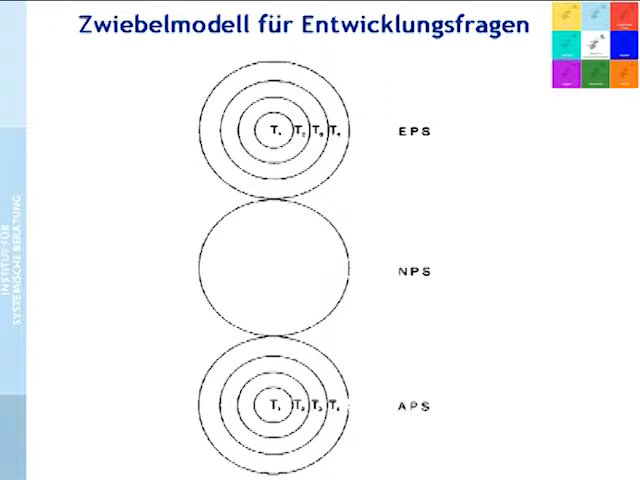 Zwiebelmodell für Entwicklungsfragen
T₁ T₂ T₃ T₄ EPS
NPS
T₁ T₂ T₃ T₄ APS
INSTITUT FÜR
SYSTEMISCHE BERATUNG